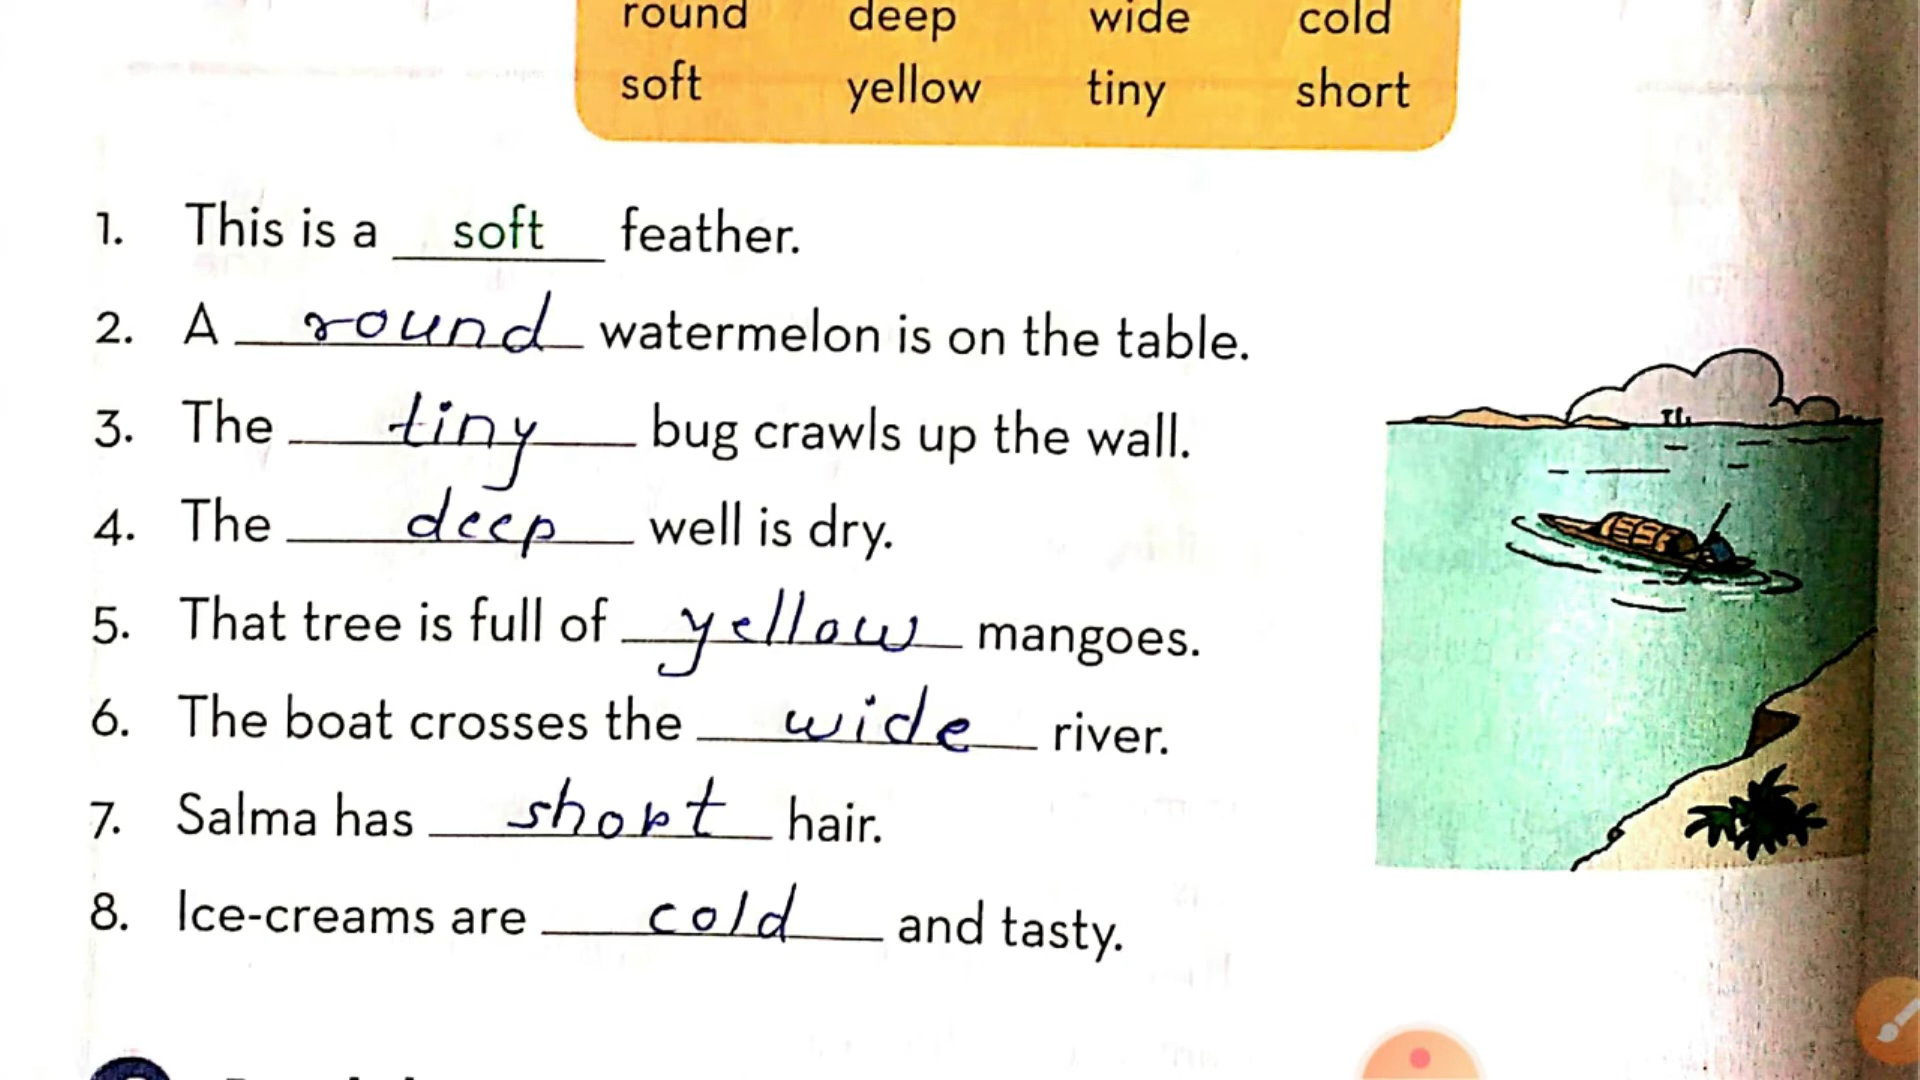 round deep wide cold
soft yellow tiny short
1. This is a soft feather.
2. A round watermelon is on the table.
3. The tiny bug crawls up the wall.
4. The deep well is dry.
5. That tree is full of yellow mangoes.
6. The boat crosses the wide river.
7. Salma has short hair.
8. Ice-creams are cold and tasty.